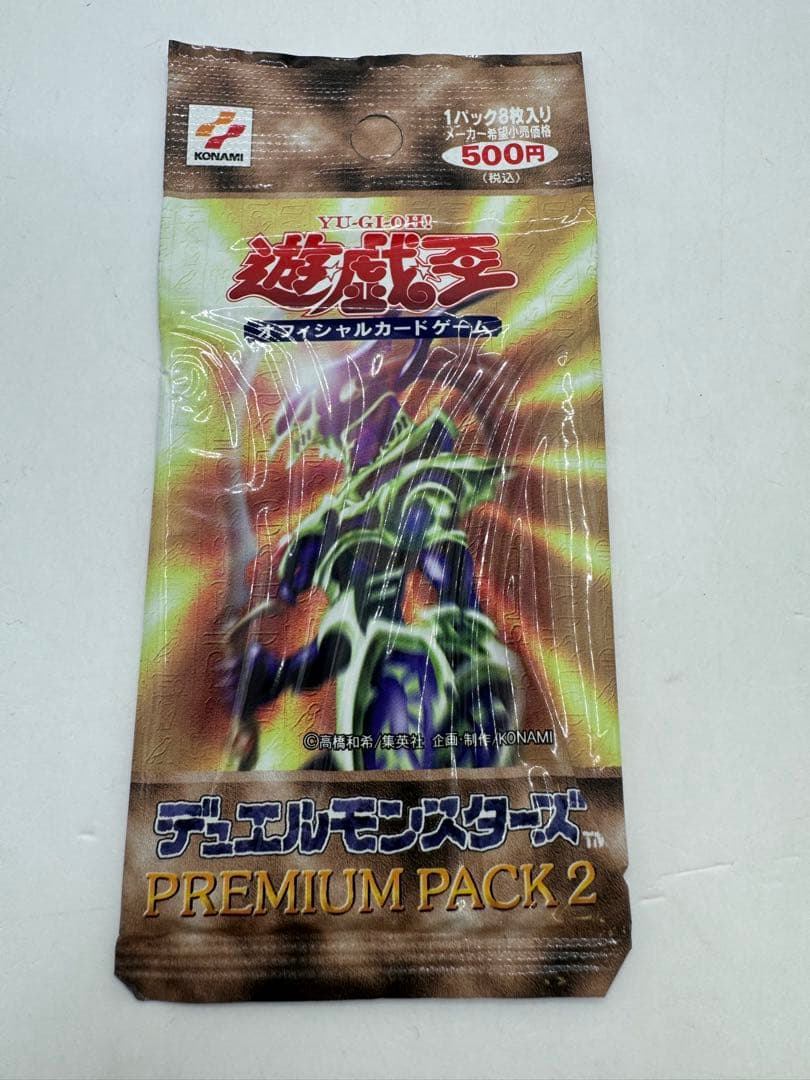 KONAMI
1パック8枚入り
メーカー希望小売価格
500円
(税込)
YU-GI-OH!
遊☆戯☆王
オフィシャルカードゲーム
©高橋和希/集英社 企画・制作/KONAMI
デュエルモンスターズ TM
PREMIUM PACK 2